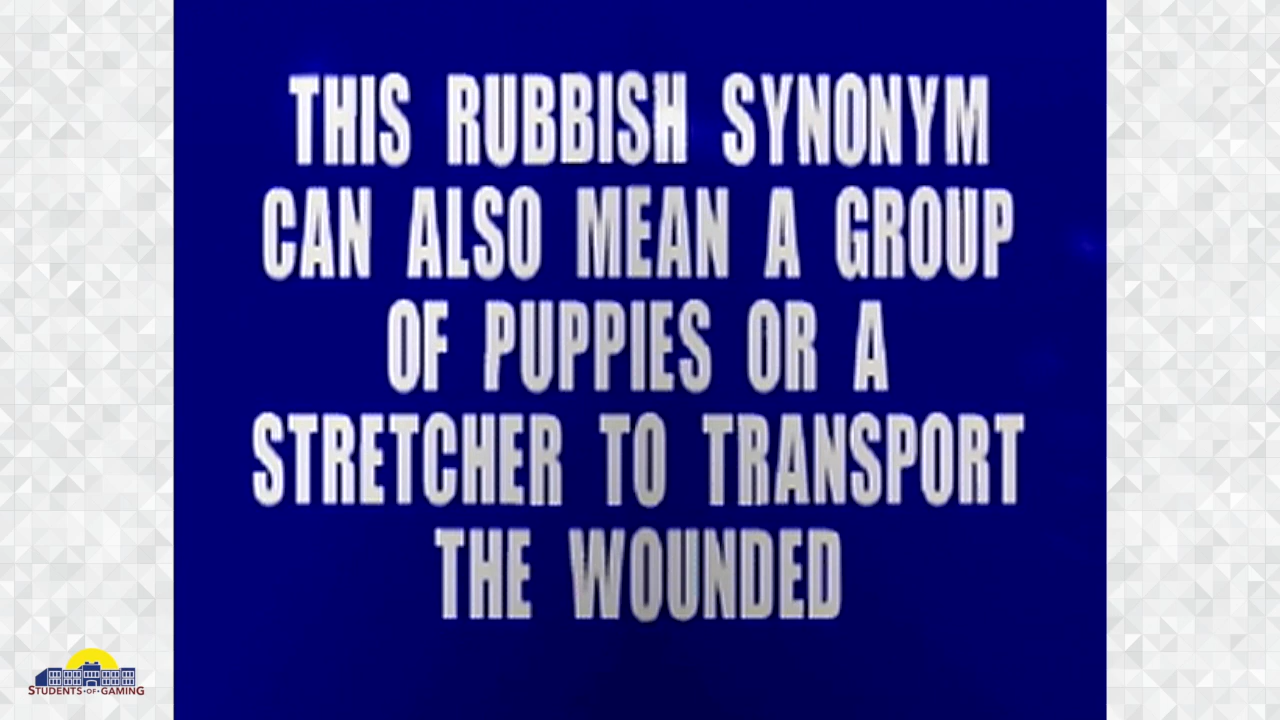 THIS RUBBISH SYNONYM
CAN ALSO MEAN A GROUP
OF PUPPIES OR A
STRETCHER TO TRANSPORT
THE WOUNDED
STUDENTS•OF•GAMING